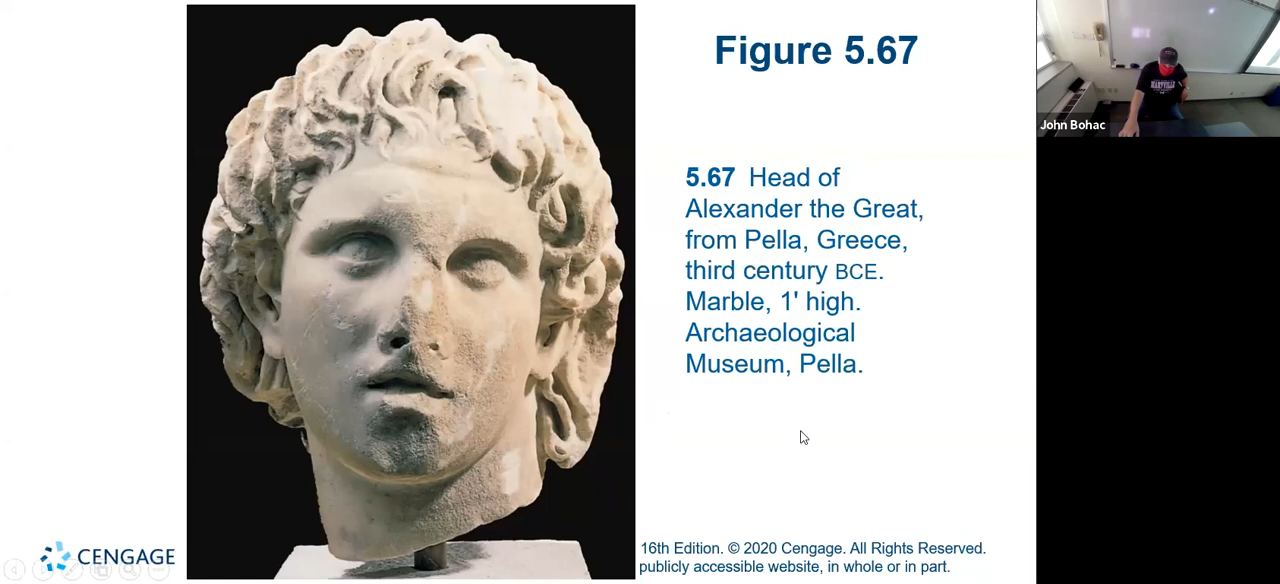 Figure 5.67
5.67 Head of
Alexander the Great,
from Pella, Greece,
third century BCE.
Marble, 1' high.
Archaeological
Museum, Pella.
CENGAGE
16th Edition. © 2020 Cengage. All Rights Reserved.
publicly accessible website, in whole or in part.
John Bohac
MARYVILLE